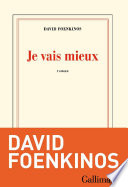 DAVID FOENKINOS
Je vais mieux
roman
DAVID
FOENKINOS
Gallimard